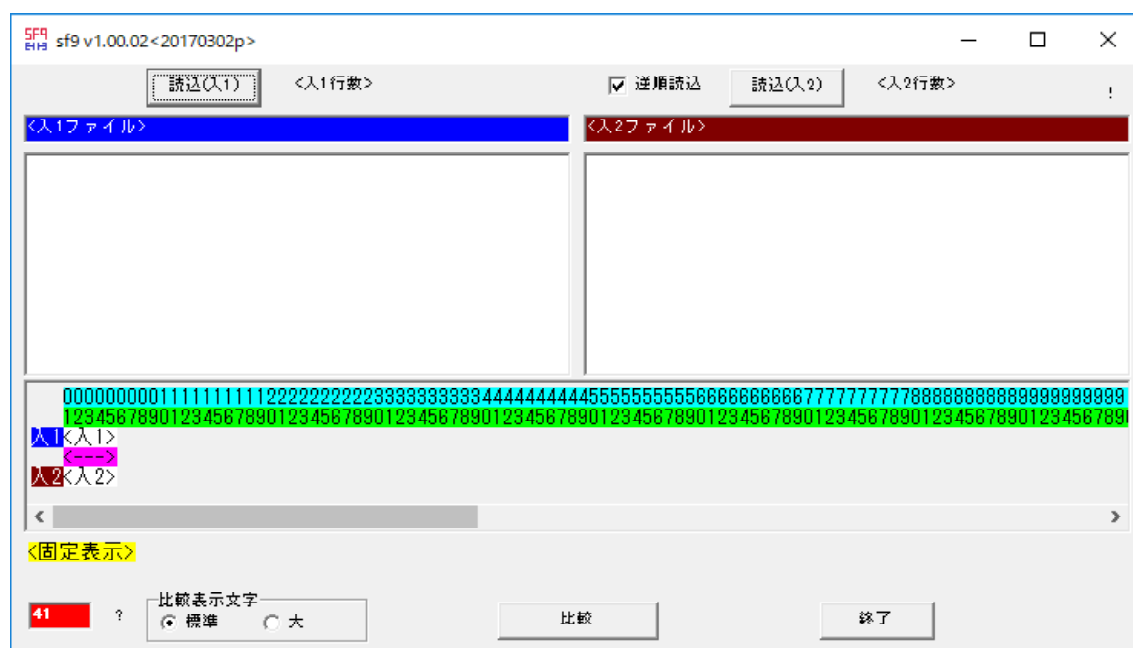 SF9 sf9 v1.00.02<20170302p>
読込(入1) <入1行数> 逆順読込 読込(入2) <入2行数> !
<入1ファイル> <入2ファイル>
000000000111111111122222222223333333333444444444455555555556666666666777777777788888888889999999999
123456789012345678901234567890123456789012345678901234567890123456789012345678901234567890123456789
入1<入1>
<--->
入2<入2>
<固定表示>
比較表示文字
41 ? 標準 大 比較 終了